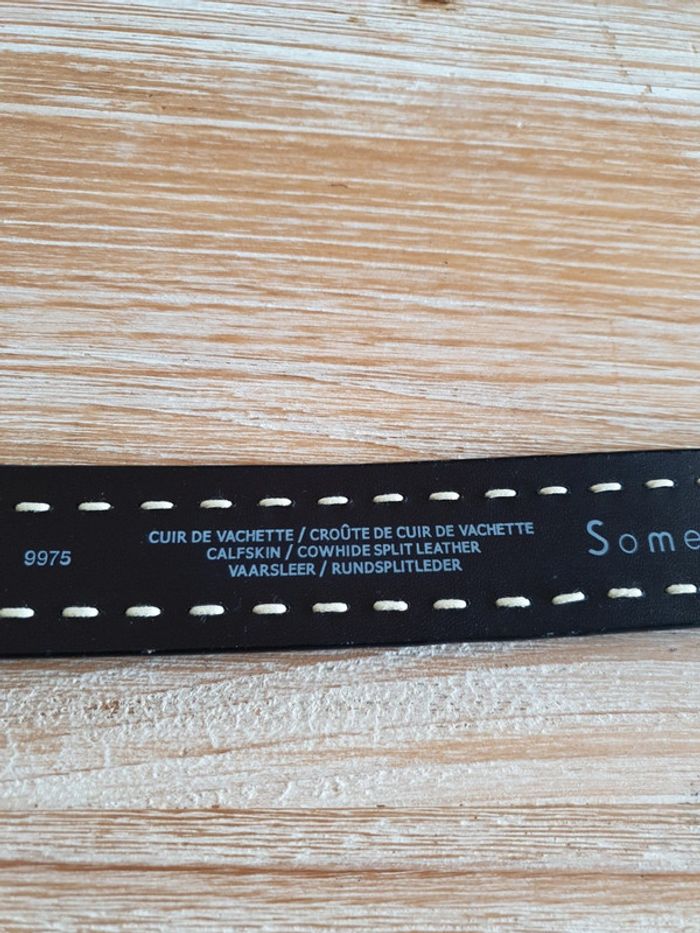 9975
CUIR DE VACHETTE / CROÛTE DE CUIR DE VACHETTE
CALFSKIN / COWHIDE SPLIT LEATHER
VAARSLEER / RUNDSPLITLEDER
Some